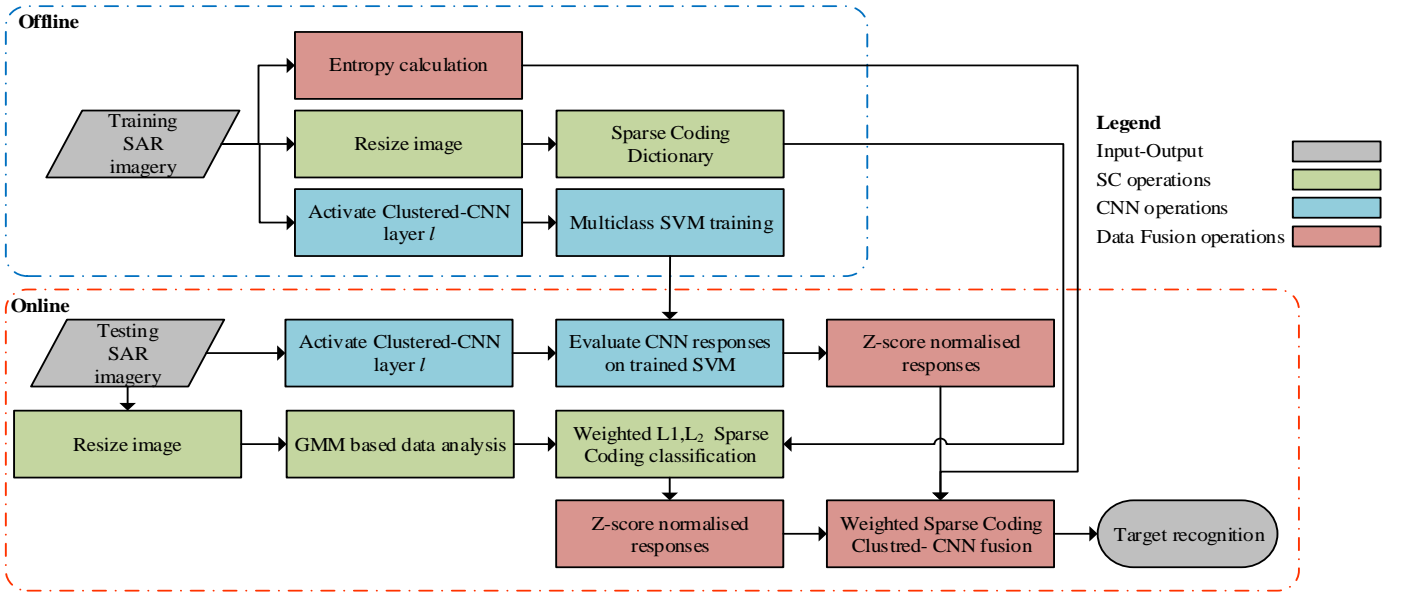 Offline
Entropy calculation
Training
SAR
imagery
Resize image
Sparse Coding
Dictionary
Activate Clustered-CNN
layer l
Multiclass SVM training
Legend
Input-Output
SC operations
CNN operations
Data Fusion operations
Online
Testing
SAR
imagery
Activate Clustered-CNN
layer l
Evaluate CNN responses
on trained SVM
Z-score normalised
responses
Resize image
GMM based data analysis
Weighted L1,L₂ Sparse
Coding classification
Z-score normalised
responses
Weighted Sparse Coding
Clustred- CNN fusion
Target recognition